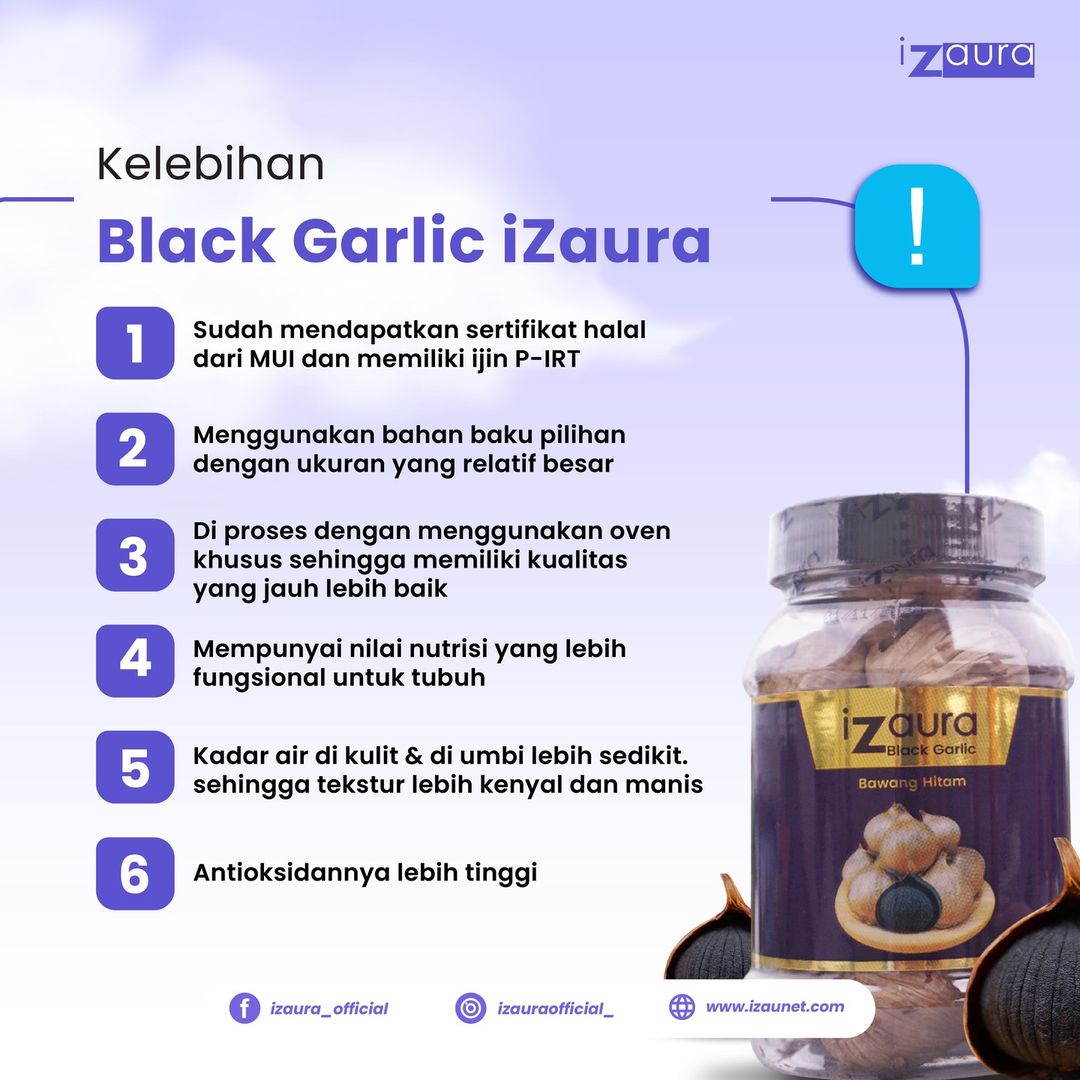 izaura
Kelebihan
Black Garlic iZaura
!
1
Sudah mendapatkan sertifikat halal
dari MUI dan memiliki ijin P-IRT
2
Menggunakan bahan baku pilihan
dengan ukuran yang relatif besar
3
Di proses dengan menggunakan oven
khusus sehingga memiliki kualitas
yang jauh lebih baik
4
Mempunyai nilai nutrisi yang lebih
fungsional untuk tubuh
5
Kadar air di kulit & di umbi lebih sedikit.
sehingga tekstur lebih kenyal dan manis
6
Antioksidannya lebih tinggi
izaura
Black Garlic
Bawang Hitam
izaura_official
izauraofficial_
www.izaunet.com